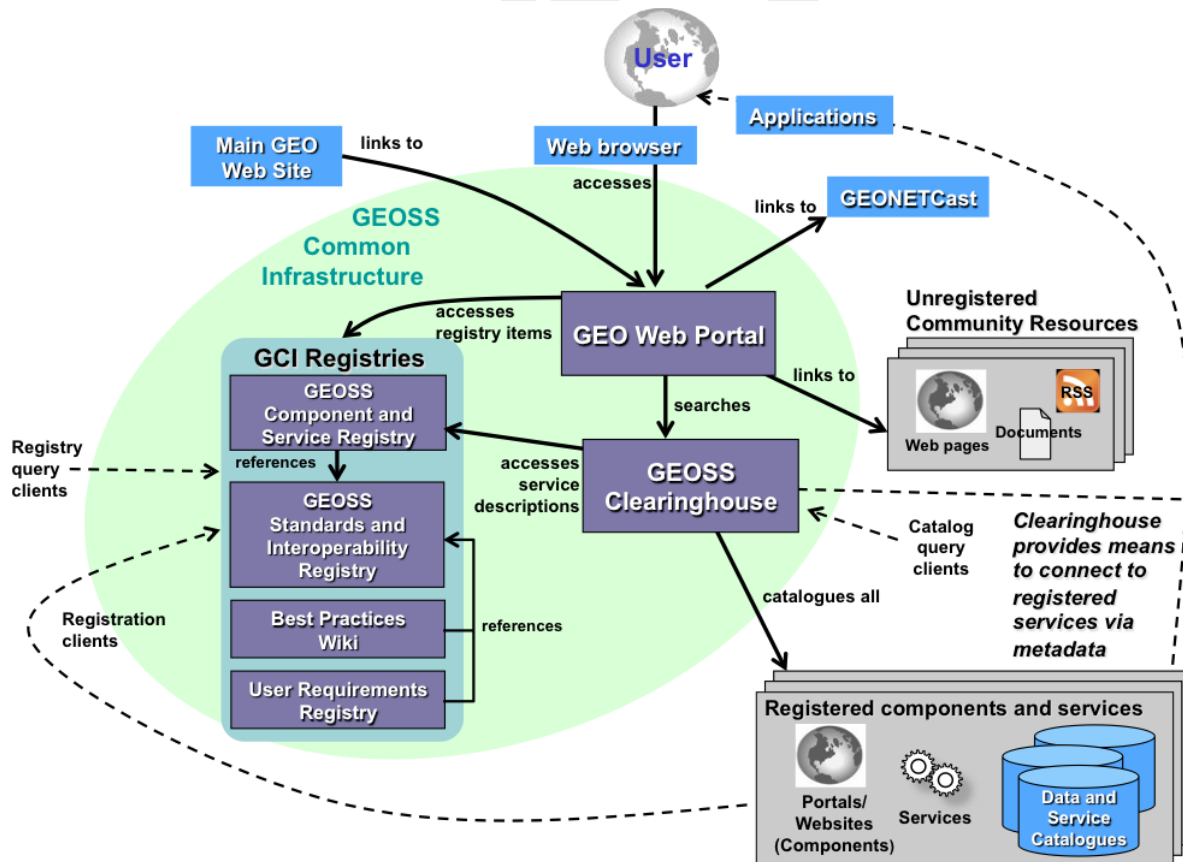 User
Applications
Main GEO
Web Site
links to
Web browser
accesses
GEONETCast
links to
GEOSS
Common
Infrastructure
Unregistered
Community Resources
accesses
registry items
GEO Web Portal
GCI Registries
links to
RSS
Web pages
Documents
GEOSS
Component and
Service Registry
searches
Registry
query
clients
references
accesses
service
descriptions
GEOSS
Clearinghouse
GEOSS
Standards and
Interoperability
Registry
Catalog
query
clients
Clearinghouse
provides means
to connect to
registered
services via
metadata
catalogues all
Registration
clients
Best Practices
Wiki
references
User Requirements
Registry
Registered components and services
Portals/
Websites
(Components)
Services
Data and
Service
Catalogues